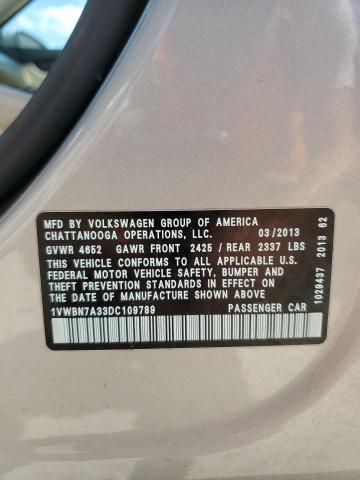 MFD BY VOLKSWAGEN GROUP OF AMERICA
CHATTANOOGA OPERATIONS, LLC. 03/2013
GVWR 4652 GAWR FRONT 2425 / REAR 2337 LBS
THIS VEHICLE CONFORMS TO ALL APPLICABLE U.S.
FEDERAL MOTOR VEHICLE SAFETY, BUMPER AND
THEFT PREVENTION STANDARDS IN EFFECT ON
THE DATE OF MANUFACTURE SHOWN ABOVE
1VWBN7A33DC109789 PASSENGER CAR
1029437 2013 62